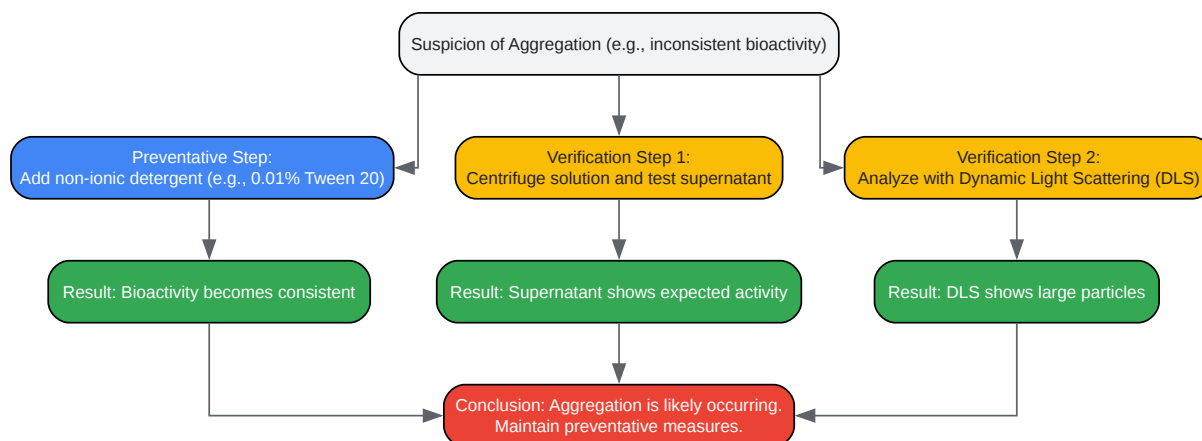 Suspicion of Aggregation (e.g., inconsistent bioactivity)
Preventative Step:
Add non-ionic detergent (e.g., 0.01% Tween 20)
Verification Step 1:
Centrifuge solution and test supernatant
Verification Step 2:
Analyze with Dynamic Light Scattering (DLS)
Result: Bioactivity becomes consistent
Result: Supernatant shows expected activity
Result: DLS shows large particles
Conclusion: Aggregation is likely occurring.
Maintain preventative measures.